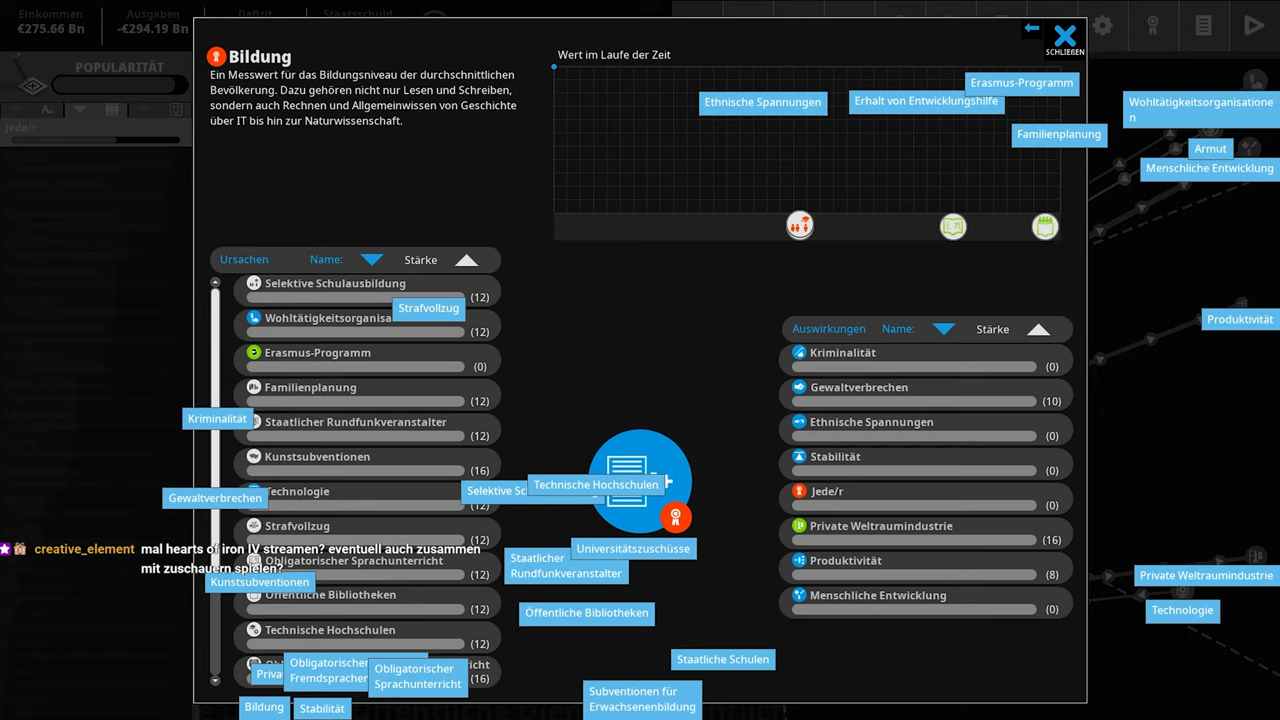 Einkommen
€275.66 Bn
Ausgaben
-€294.19 Bn
Defizit
Staatsschuld
POPULARITÄT
Jede/r
Bildung
Ein Messwert für das Bildungsniveau der durchschnittlichen
Bevölkerung. Dazu gehören nicht nur Lesen und Schreiben,
sondern auch Rechnen und Allgemeinwissen von Geschichte
über IT bis hin zur Naturwissenschaft.
Wert im Laufe der Zeit
SCHLIEßEN
Ethnische Spannungen
Erhalt von Entwicklungshilfe
Erasmus-Programm
Familienplanung
Wohltätigkeitsorganisatione
n
Armut
Menschliche Entwicklung
Produktivität
Private Weltraumindustrie
Technologie
Ursachen Name: Stärke
Selektive Schulausbildung
(12)
Strafvollzug
Wohltätigkeitsorganisa
(12)
Erasmus-Programm
(0)
Familienplanung
(12)
Kriminalität
Staatlicher Rundfunkveranstalter
(12)
Kunstsubventionen
(16)
Gewaltverbrechen
Technologie
(12)
Strafvollzug
(12)
creative_element mal hearts of iron IV streamen? eventuell auch zusammen
mit zuschauern spielen?
Obligatorischer Sprachunterricht
(12)
Kunstsubventionen
Öffentliche Bibliotheken
(12)
Technische Hochschulen
(12)
(16)
Obligatorischer
Fremdsprachen
Obligatorischer
Sprachunterricht
Bildung
Stabilität
Technische Hochschulen
Universitätszuschüsse
Staatlicher
Rundfunkveranstalter
Öffentliche Bibliotheken
Staatliche Schulen
Subventionen für
Erwachsenenbildung
Auswirkungen Name: Stärke
Kriminalität
(0)
Gewaltverbrechen
(10)
Ethnische Spannungen
(0)
Stabilität
(0)
Jede/r
(0)
Private Weltraumindustrie
(16)
Produktivität
(8)
Menschliche Entwicklung
(0)